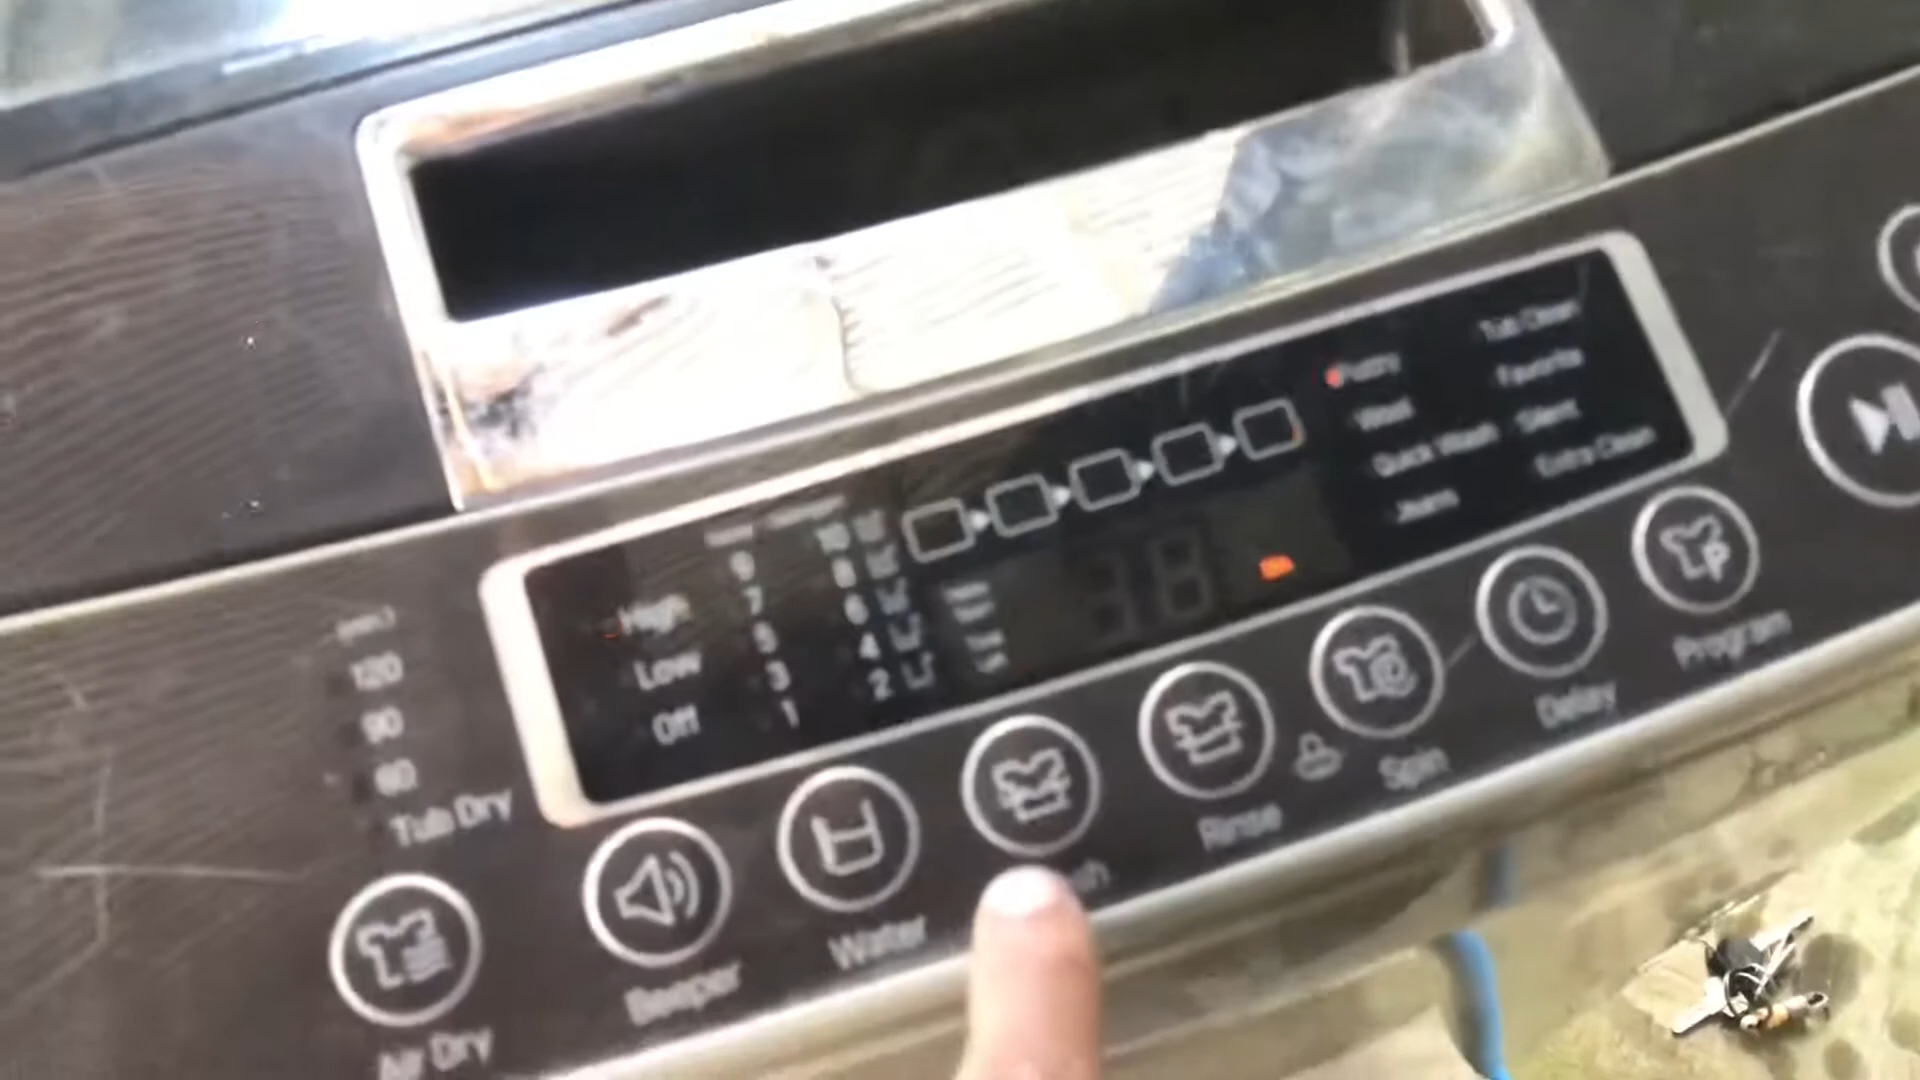 Tub Clean
Fuzzy
Favorite
Wool
Silent
Quick Wash
Extra Clean
Jeans
10
9
8
High
7
6
5
Low
4
3
2
Off
1
38
120
90
60
Tub Dry
Air Dry
Beeper
Water
Rinse
Spin
Delay
Program